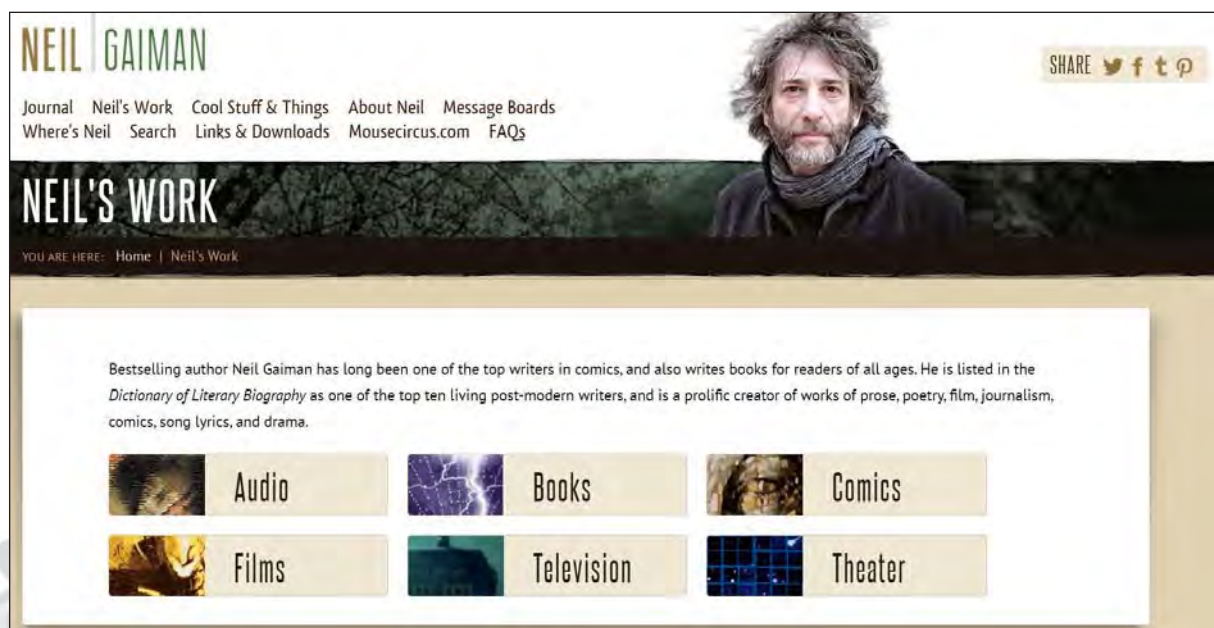 NEIL GAIMAN
SHARE
Journal Neil's Work Cool Stuff & Things About Neil Message Boards
Where's Neil Search Links & Downloads Mousecircus.com FAQs
NEIL'S WORK
YOU ARE HERE: Home | Neil's Work
Bestselling author Neil Gaiman has long been one of the top writers in comics, and also writes books for readers of all ages. He is listed in the
Dictionary of Literary Biography as one of the top ten living post-modern writers, and is a prolific creator of works of prose, poetry, film, journalism,
comics, song lyrics, and drama.
Audio Books Comics
Films Television Theater